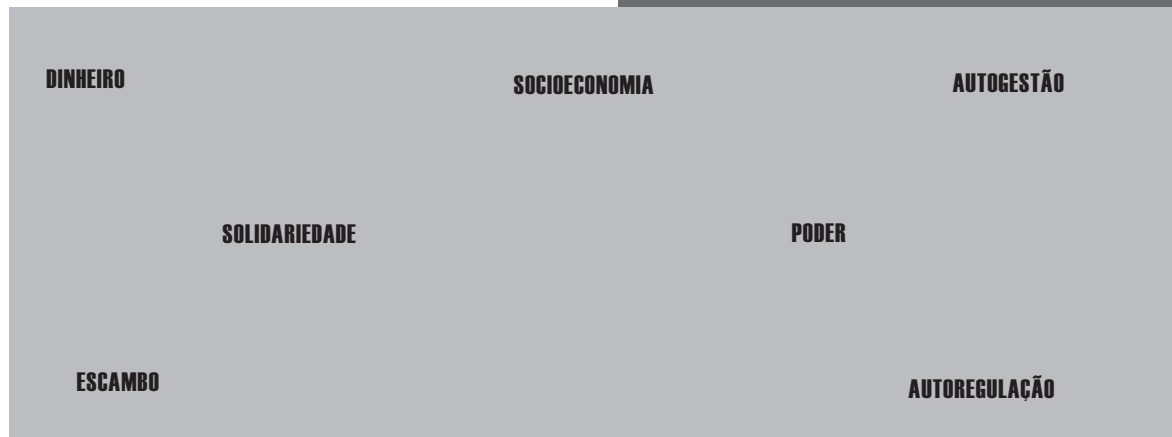 DINHEIRO
SOCIOECONOMIA
AUTOGESTÃO
SOLIDARIEDADE
PODER
ESCAMBO
AUTOREGULAÇÃO